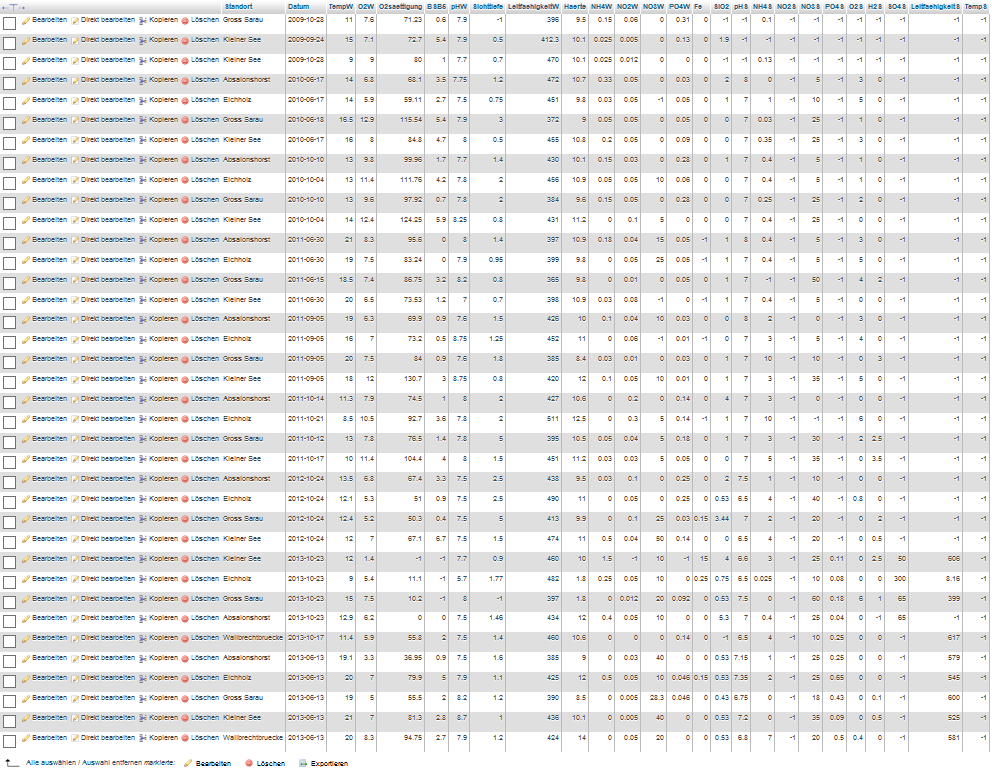 Standort Datum TempW O2W O2saettigung BSB5 pHW Sichttiefe LeitfaehigkeitW Haerte NH4W NO2W NO3W PO4W Fe SIO2 pHS NH4S NO2S NO3S PO4S O2S H2S SO4S LeitfaehigkeitS TempS
Bearbeiten Direkt bearbeiten Kopieren Löschen Gross Sarau 2009-10-28 11 7.6 71.23 0.6 7.9 -1 396 9.5 0.15 0.06 0 0.31 0 -1 -1 0.1 -1 -1 -1 -1 -1 -1 -1 -1
Bearbeiten Direkt bearbeiten Kopieren Löschen Kleiner See 2009-09-24 15 7.1 72.7 5.4 7.9 0.5 412.3 10.1 0.025 0.005 0 0.13 0 1.9 -1 -1 -1 -1 -1 -1 -1 -1 -1 -1
Bearbeiten Direkt bearbeiten Kopieren Löschen Kleiner See 2009-10-28 9 9 80 1 7.7 0.7 470 10.1 0.025 0.012 0 0 0 -1 -1 0.13 -1 -1 -1 -1 -1 -1 -1 -1
Bearbeiten Direkt bearbeiten Kopieren Löschen Absalonshorst 2010-06-17 14 6.8 68.1 3.5 7.75 1.2 472 10.7 0.33 0.05 0 0.03 0 2 8 0 -1 5 -1 3 0 -1 -1 -1
Bearbeiten Direkt bearbeiten Kopieren Löschen Eichholz 2010-06-17 14 5.9 59.11 2.7 7.5 0.75 451 9.8 0.03 0.05 -1 0.05 0 1 7 1 -1 10 -1 5 0 -1 -1 -1
Bearbeiten Direkt bearbeiten Kopieren Löschen Gross Sarau 2010-06-18 16.5 12.9 115.54 5.4 7.9 3 372 9 0.05 0.05 0 0.05 0 0 7 0.03 -1 25 -1 1 0 -1 -1 -1
Bearbeiten Direkt bearbeiten Kopieren Löschen Kleiner See 2010-06-17 16 8 84.8 4.7 8 0.5 455 10.8 0.2 0.05 0 0.09 0 0 7 0.35 -1 25 -1 3 0 -1 -1 -1
Bearbeiten Direkt bearbeiten Kopieren Löschen Absalonshorst 2010-10-10 13 9.8 99.96 1.7 7.7 1.4 430 10.1 0.15 0.03 0 0.28 0 1 7 0.4 -1 5 -1 1 0 -1 -1 -1
Bearbeiten Direkt bearbeiten Kopieren Löschen Eichholz 2010-10-04 13 11.4 111.76 4.2 7.8 2 456 10.9 0.05 0.05 10 0.06 0 0 7 0.4 -1 5 -1 1 0 -1 -1 -1
Bearbeiten Direkt bearbeiten Kopieren Löschen Gross Sarau 2010-10-10 13 9.6 97.92 0.7 7.8 2 384 9.6 0.15 0.05 0 0.28 0 0 7 0.25 -1 25 -1 2 0 -1 -1 -1
Bearbeiten Direkt bearbeiten Kopieren Löschen Kleiner See 2010-10-04 14 12.4 124.25 5.9 8.25 0.8 431 11.2 0 0.1 5 0 0 0 7 0.4 -1 25 -1 0 0 -1 -1 -1
Bearbeiten Direkt bearbeiten Kopieren Löschen Absalonshorst 2011-06-30 21 8.3 95.6 0 8 1.4 397 10.9 0.18 0.04 15 0.05 -1 1 8 0.4 -1 5 -1 3 0 -1 -1 -1
Bearbeiten Direkt bearbeiten Kopieren Löschen Eichholz 2011-06-30 19 7.5 83.24 0 7.9 0.95 399 9.8 0 0.05 25 0.05 -1 1 7 0.4 -1 5 -1 5 0 -1 -1 -1
Bearbeiten Direkt bearbeiten Kopieren Löschen Gross Sarau 2011-06-15 18.5 7.4 86.75 3.2 8.2 0.8 365 9.8 0 0.01 0 0.05 0 1 7 -1 -1 50 -1 4 2 -1 -1 -1
Bearbeiten Direkt bearbeiten Kopieren Löschen Kleiner See 2011-06-30 20 6.5 73.53 1.2 7 0.7 398 10.9 0.03 0.08 -1 0 -1 1 7 0.4 -1 5 -1 0 0 -1 -1 -1
Bearbeiten Direkt bearbeiten Kopieren Löschen Absalonshorst 2011-09-05 19 6.3 69.9 0.9 7.6 1.5 426 10 0.1 0.04 10 0.03 0 0 8 2 -1 0 -1 3 0 -1 -1 -1
Bearbeiten Direkt bearbeiten Kopieren Löschen Eichholz 2011-09-05 16 7 73.2 0.5 8.75 1.25 452 11 0 0.06 -1 0.01 -1 0 7 3 -1 5 -1 4 0 -1 -1 -1
Bearbeiten Direkt bearbeiten Kopieren Löschen Gross Sarau 2011-09-05 20 7.5 84 0.9 7.6 1.8 385 8.4 0.03 0.01 0 0.03 0 1 7 10 -1 10 -1 0 3 -1 -1 -1
Bearbeiten Direkt bearbeiten Kopieren Löschen Kleiner See 2011-09-05 18 12 130.7 3 8.75 0.8 420 12 0.1 0.05 10 0.01 0 1 7 3 -1 35 -1 5 0 -1 -1 -1
Bearbeiten Direkt bearbeiten Kopieren Löschen Absalonshorst 2011-10-14 11.3 7.9 74.5 1 8 2 427 10.6 0 0.2 0 0.14 0 4 7 3 -1 0 -1 0 0 -1 -1 -1
Bearbeiten Direkt bearbeiten Kopieren Löschen Eichholz 2011-10-21 8.5 10.5 92.7 3.6 7.8 2 511 12.5 0 0.3 5 0.14 -1 1 7 10 -1 -1 -1 6 0 -1 -1 -1
Bearbeiten Direkt bearbeiten Kopieren Löschen Gross Sarau 2011-10-12 13 7.8 76.5 1.4 7.8 5 395 10.5 0.05 0.04 5 0.18 0 1 7 3 -1 30 -1 2 2.5 -1 -1 -1
Bearbeiten Direkt bearbeiten Kopieren Löschen Kleiner See 2011-10-17 10 11.4 104.4 4 8 1.5 451 11.2 0.03 0.03 5 0.05 0 0 7 5 -1 35 -1 0 3.5 -1 -1 -1
Bearbeiten Direkt bearbeiten Kopieren Löschen Absalonshorst 2012-10-24 13.5 6.8 67.4 3.3 7.5 2.5 438 9.5 0.03 0.1 0 0.25 0 2 7.5 1 -1 10 -1 0 0 -1 -1 -1
Bearbeiten Direkt bearbeiten Kopieren Löschen Eichholz 2012-10-24 12.1 5.3 51 0.9 7.5 2.5 490 11 0 0.05 0 0.25 0 0.53 6.5 4 -1 40 -1 0.8 0 -1 -1 -1
Bearbeiten Direkt bearbeiten Kopieren Löschen Gross Sarau 2012-10-24 12.4 5.2 50.3 0.4 7.5 5 413 9.9 0 0.1 25 0.03 0.15 3.44 7 2 -1 20 -1 0 2 -1 -1 -1
Bearbeiten Direkt bearbeiten Kopieren Löschen Kleiner See 2012-10-24 12 7 67.1 6.7 7.5 1.5 474 11 0.5 0.04 50 0.14 0 0 6.5 4 -1 20 -1 0 0.5 -1 -1 -1
Bearbeiten Direkt bearbeiten Kopieren Löschen Kleiner See 2013-10-23 12 1.4 -1 -1 7.7 0.9 460 10 1.5 -1 10 -1 15 4 6.6 3 -1 25 0.11 0 2.5 50 606 -1
Bearbeiten Direkt bearbeiten Kopieren Löschen Eichholz 2013-10-23 9 5.4 11.1 -1 5.7 1.77 482 1.8 0.25 0.05 10 0 0.25 0.75 6.5 0.025 -1 10 0.08 0 0 300 8.16 -1
Bearbeiten Direkt bearbeiten Kopieren Löschen Gross Sarau 2013-10-23 15 7.5 10.2 -1 8 -1 397 1.8 0 0.012 20 0.092 0 0.53 7.5 0 -1 60 0.18 6 1 65 399 -1
Bearbeiten Direkt bearbeiten Kopieren Löschen Absalonshorst 2013-10-23 12.9 6.2 0 0 7.5 1.46 434 12 0.4 0.05 10 0 0 5.3 7 0.4 -1 25 0.04 0 -1 65 -1 -1
Bearbeiten Direkt bearbeiten Kopieren Löschen Wallbrechtbruecke 2013-10-17 11.4 5.9 55.8 2 7.5 1.4 460 10.6 0 0 0 0.14 0 -1 6.5 4 -1 10 0.25 0 0 -1 617 -1
Bearbeiten Direkt bearbeiten Kopieren Löschen Absalonshorst 2013-06-13 19.1 3.3 36.95 0.9 7.5 1.6 385 9 0 0.03 40 0 0 0.53 7.15 1 -1 25 0.25 0 0 -1 579 -1
Bearbeiten Direkt bearbeiten Kopieren Löschen Eichholz 2013-06-13 20 7 79.9 5 7.9 1.1 425 12 0.5 0.05 10 0.046 0.15 0.53 7.35 2 -1 25 0.65 0 0 -1 545 -1
Bearbeiten Direkt bearbeiten Kopieren Löschen Gross Sarau 2013-06-13 19 5 55.5 2 8.2 1.2 390 8.5 0 0.005 28.3 0.046 0 0.43 6.75 0 -1 18 0.43 0 0.1 -1 600 -1
Bearbeiten Direkt bearbeiten Kopieren Löschen Kleiner See 2013-06-13 21 7 81.3 2.8 8.7 1 436 10.1 0 0.005 40 0 0 0.53 7.2 0 -1 35 0.09 0 0.5 -1 525 -1
Bearbeiten Direkt bearbeiten Kopieren Löschen Wallbrechtbruecke 2013-06-13 20 8.3 94.75 2.7 7.9 1.2 424 14 0 0.05 20 0 0 0.53 6.8 7 -1 20 0.5 0.4 0 -1 581 -1
Alle auswählen / Auswahl entfernen markierte: Bearbeiten Löschen Exportieren